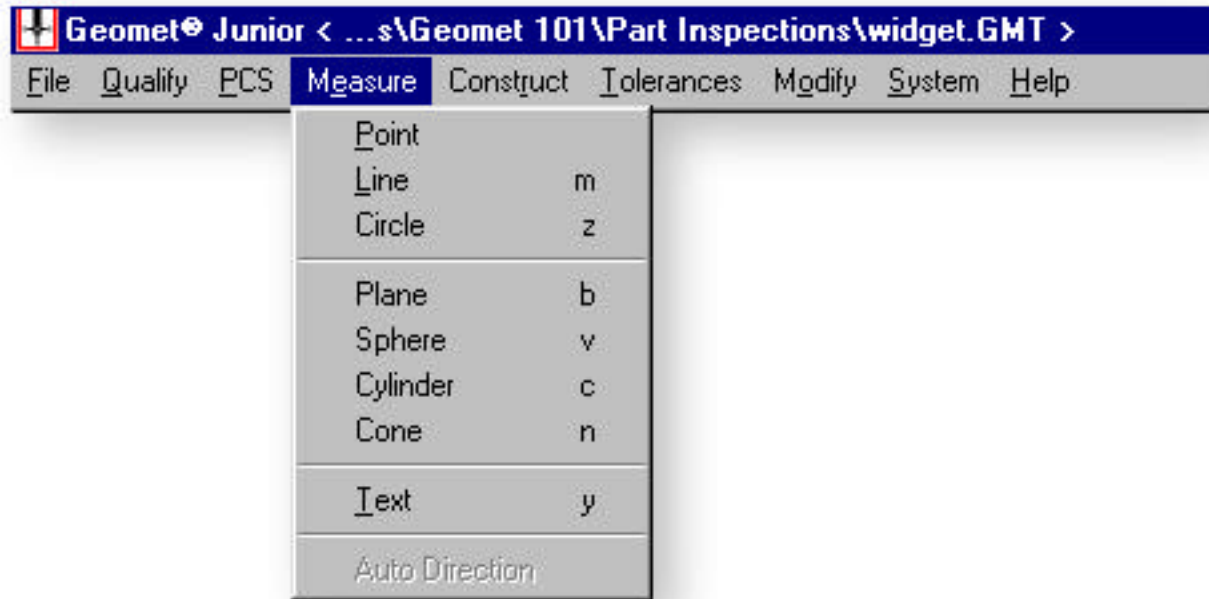 Geomet® Junior < ...s\Geomet 101\Part Inspections\widget.GMT >
File Qualify PCS Measure Construct Tolerances Modify System Help
Point
Line m
Circle z
Plane b
Sphere v
Cylinder c
Cone n
Text y
Auto Direction